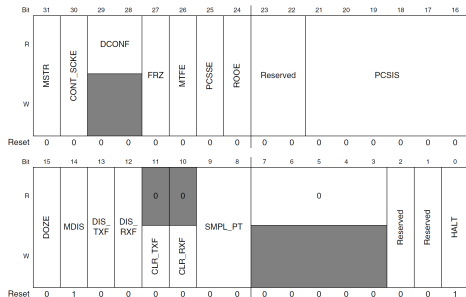 Bit 31 30 29 28 27 26 25 24 23 22 21 20 19 18 17 16
R
W
MSTR
CONT_SCKE
DCONF
FRZ
MTFE
PCSSE
ROOE
Reserved
PCSIS
Reset 0 0 0 0 0 0 0 0 0 0 0 0 0 0 0 0
Bit 15 14 13 12 11 10 9 8 7 6 5 4 3 2 1 0
R
W
DOZE
MDIS
DIS_
TXF
DIS_
RXF
0
CLR_TXF
0
CLR_RXF
SMPL_PT
0
Reserved
Reserved
HALT
Reset 0 1 0 0 0 0 0 0 0 0 0 0 0 0 0 1